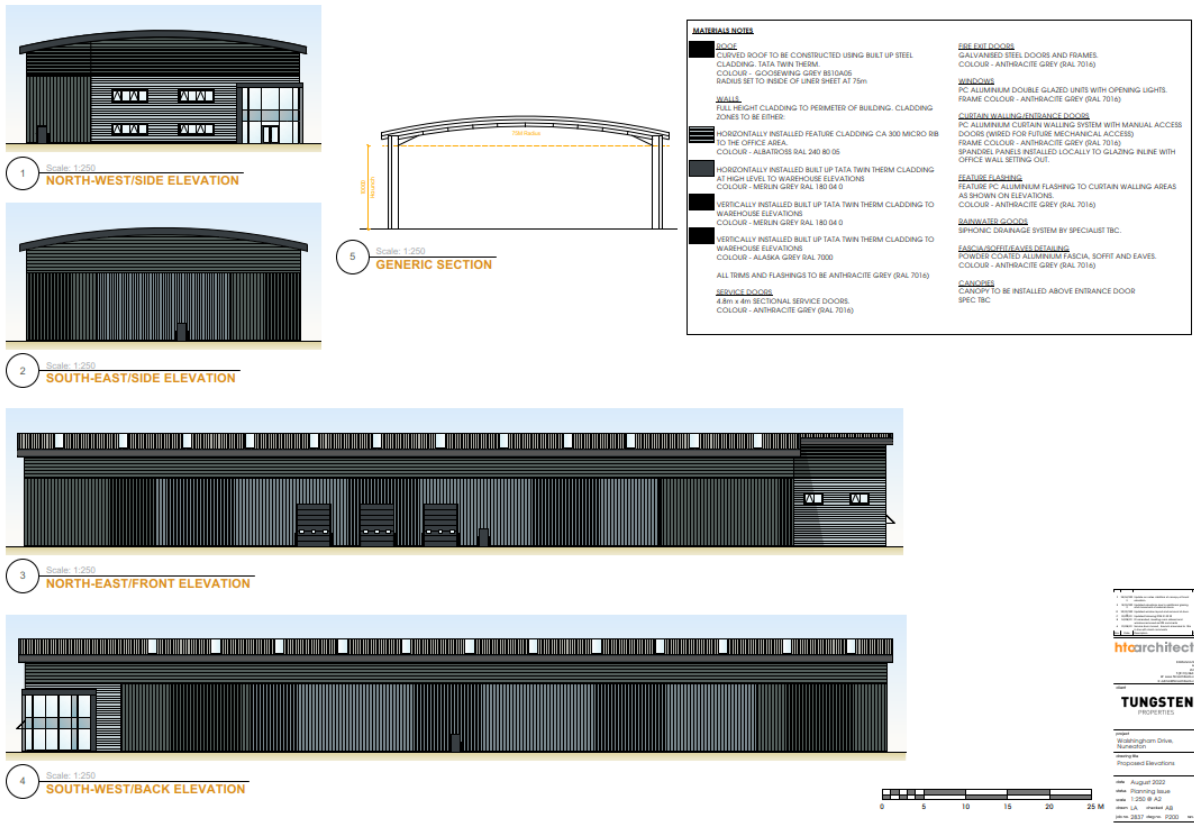 1
Scale: 1:250
NORTH-WEST/SIDE ELEVATION
2
Scale: 1:250
SOUTH-EAST/SIDE ELEVATION
5
Scale: 1:250
GENERIC SECTION
MATERIALS NOTES
ROOF
CURVED ROOF TO BE CONSTRUCTED USING BUILT UP STEEL
CLADDING. TATA TWIN THERM.
COLOUR - GOOSEWING GREY BS10A05
RADIUS SET TO INSIDE OF LINER SHEET AT 75m
WALLS
FULL HEIGHT CLADDING TO PERIMETER OF BUILDING. CLADDING
ZONES TO BE EITHER:
HORIZONTALLY INSTALLED FEATURE CLADDING CA 300 MICRO RIB
TO THE OFFICE AREA.
COLOUR - ALBATROSS RAL 240 80 05
HORIZONTALLY INSTALLED BUILT UP TATA TWIN THERM CLADDING
AT HIGH LEVEL TO WAREHOUSE ELEVATIONS
COLOUR - MERLIN GREY RAL 180 04 0
VERTICALLY INSTALLED BUILT UP TATA TWIN THERM CLADDING TO
WAREHOUSE ELEVATIONS
COLOUR - MERLIN GREY RAL 180 04 0
VERTICALLY INSTALLED BUILT UP TATA TWIN THERM CLADDING TO
WAREHOUSE ELEVATIONS
COLOUR - ALASKA GREY RAL 7000
ALL TRIMS AND FLASHINGS TO BE ANTHRACITE GREY (RAL 7016)
SERVICE DOORS
4.8m x 4m SECTIONAL SERVICE DOORS.
COLOUR - ANTHRACITE GREY (RAL 7016)
FIRE EXIT DOORS
GALVANISED STEEL DOORS AND FRAMES.
COLOUR - ANTHRACITE GREY (RAL 7016)
WINDOWS
PC ALUMINIUM DOUBLE GLAZED UNITS WITH OPENING LIGHTS.
FRAME COLOUR - ANTHRACITE GREY (RAL 7016)
CURTAIN WALLING/ENTRANCE DOORS
PC ALUMINIUM CURTAIN WALLING SYSTEM WITH MANUAL ACCESS
DOORS (WIRED FOR FUTURE MECHANICAL ACCESS)
FRAME COLOUR - ANTHRACITE GREY (RAL 7016)
SPANDREL PANELS INSTALLED LOCALLY TO GLAZING INLINE WITH
OFFICE WALL SETTING OUT.
FEATURE FLASHING
FEATURE PC ALUMINIUM FLASHING TO CURTAIN WALLING AREAS
AS SHOWN ON ELEVATIONS.
COLOUR - ANTHRACITE GREY (RAL 7016)
RAINWATER GOODS
SIPHONIC DRAINAGE SYSTEM BY SPECIALIST TBC.
FASCIA/SOFFIT/EAVES DETAILING
POWDER COATED ALUMINIUM FASCIA, SOFFIT AND EAVES.
COLOUR - ANTHRACITE GREY (RAL 7016)
CANOPIES
CANOPY TO BE INSTALLED ABOVE ENTRANCE DOOR
SPEC TBC
3
Scale: 1:250
NORTH-EAST/FRONT ELEVATION
4
Scale: 1:250
SOUTH-WEST/BACK ELEVATION
0 5 10 15 20 25 M
htaarchitect
client
TUNGSTEN
PROPERTIES
project
Walshingham Drive,
Nuneaton
drawing title
Proposed Elevations
date August 2022
status Planning Issue
scale 1:250 @ A2
drawn LA checked AB
job no. 2837 dwg no. P200